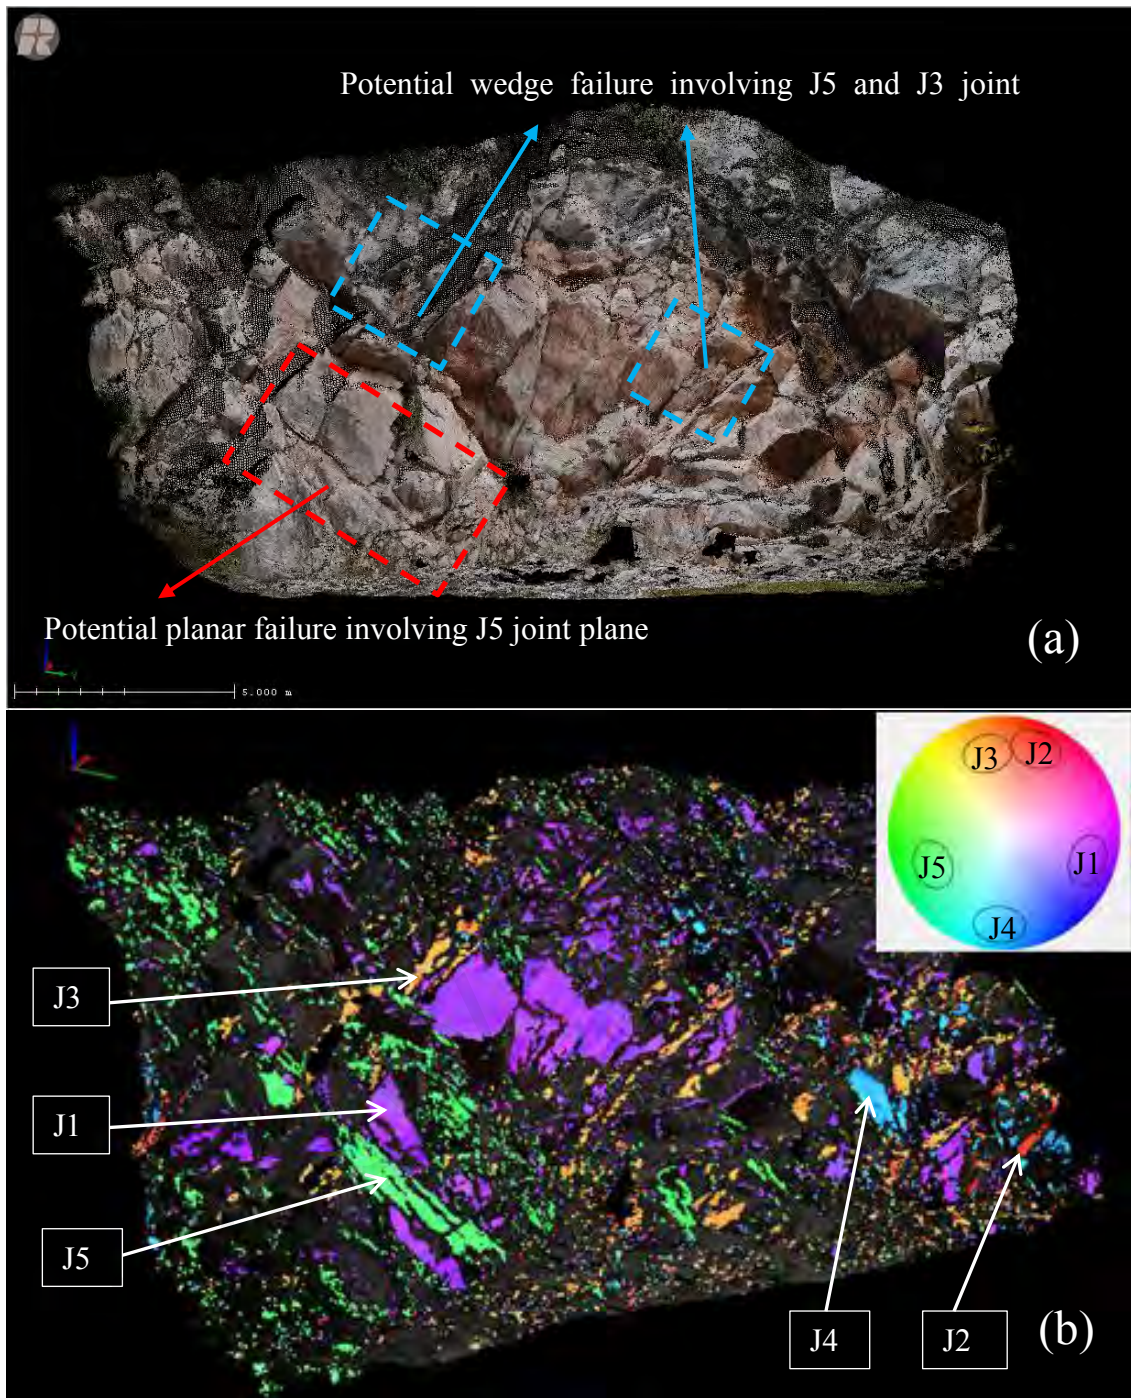 Potential wedge failure involving J5 and J3 joint
Potential planar failure involving J5 joint plane
(a)
Y
5.000 m
J3
J2
J5
J1
J4
J3
J1
J5
J4
J2
(b)